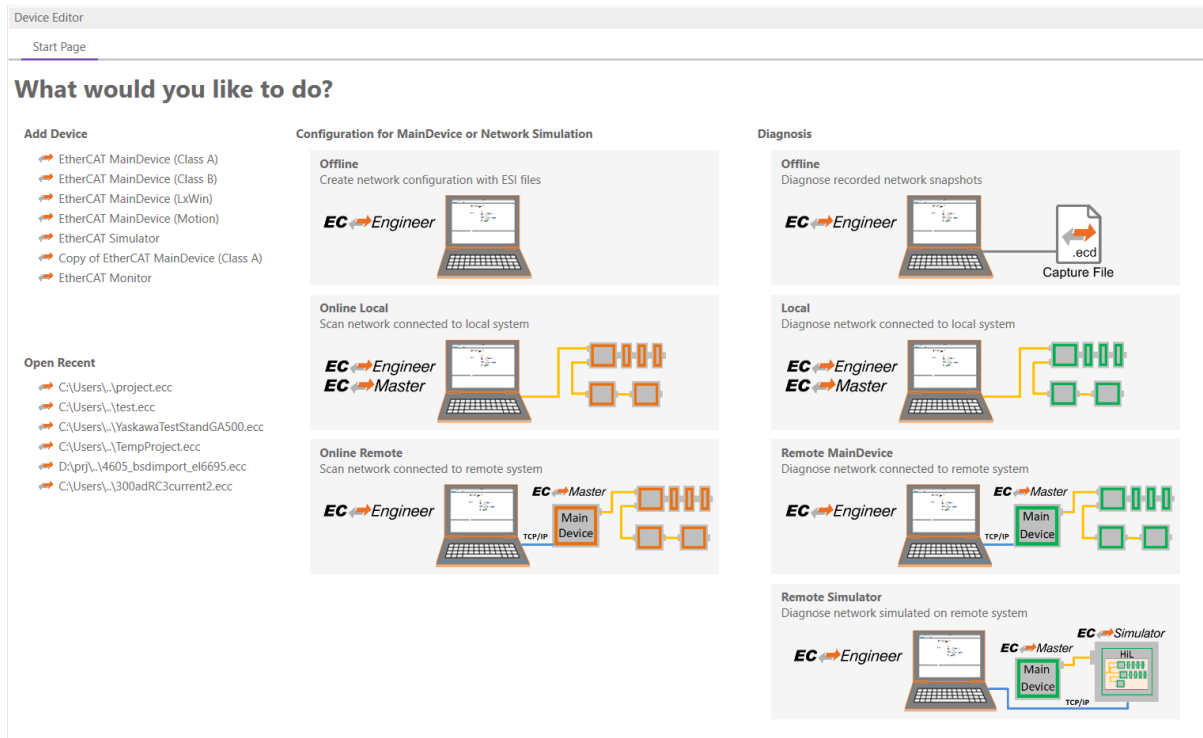 Device Editor
Start Page
What would you like to do?
Add Device
EtherCAT MainDevice (Class A)
EtherCAT MainDevice (Class B)
EtherCAT MainDevice (LxWin)
EtherCAT MainDevice (Motion)
EtherCAT Simulator
Copy of EtherCAT MainDevice (Class A)
EtherCAT Monitor
Open Recent
C:\Users\..\project.ecc
C:\Users\..\test.ecc
C:\Users\..\YaskawaTestStandGA500.ecc
C:\Users\..\TempProject.ecc
D:\prj\..\4605_bsdimport_el6695.ecc
C:\Users\..\300adRC3current2.ecc
Configuration for MainDevice or Network Simulation
Offline
Create network configuration with ESI files
EC Engineer
Online Local
Scan network connected to local system
EC Engineer
EC Master
Online Remote
Scan network connected to remote system
EC Engineer
EC Master
Main
Device
TCP/IP
Diagnosis
Offline
Diagnose recorded network snapshots
EC Engineer
.ecd
Capture File
Local
Diagnose network connected to local system
EC Engineer
EC Master
Remote MainDevice
Diagnose network connected to remote system
EC Engineer
EC Master
Main
Device
TCP/IP
Remote Simulator
Diagnose network simulated on remote system
EC Engineer
EC Master
Main
Device
EC Simulator
HiL
TCP/IP